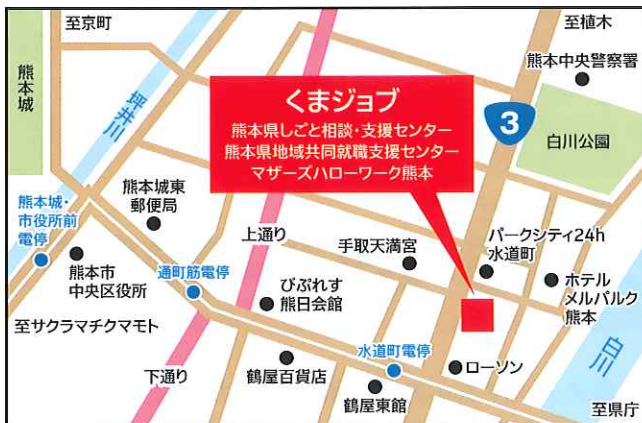 至京町
至植木
熊本中央警察署
熊本城
坪井川
くまジョブ
熊本県しごと相談・支援センター
熊本県地域共同就職支援センター
マザーズハローワーク熊本
3
白川公園
熊本城・
市役所前
電停
熊本城東
郵便局
上通り
手取天満宮
パークシティ24h
水道町
熊本市
中央区役所
通町筋電停
びぷれす
熊日会館
ホテル
メルパルク
熊本
至サクラマチクマモト
水道町電停
白川
下通り
鶴屋百貨店
ローソン
鶴屋東館
至県庁